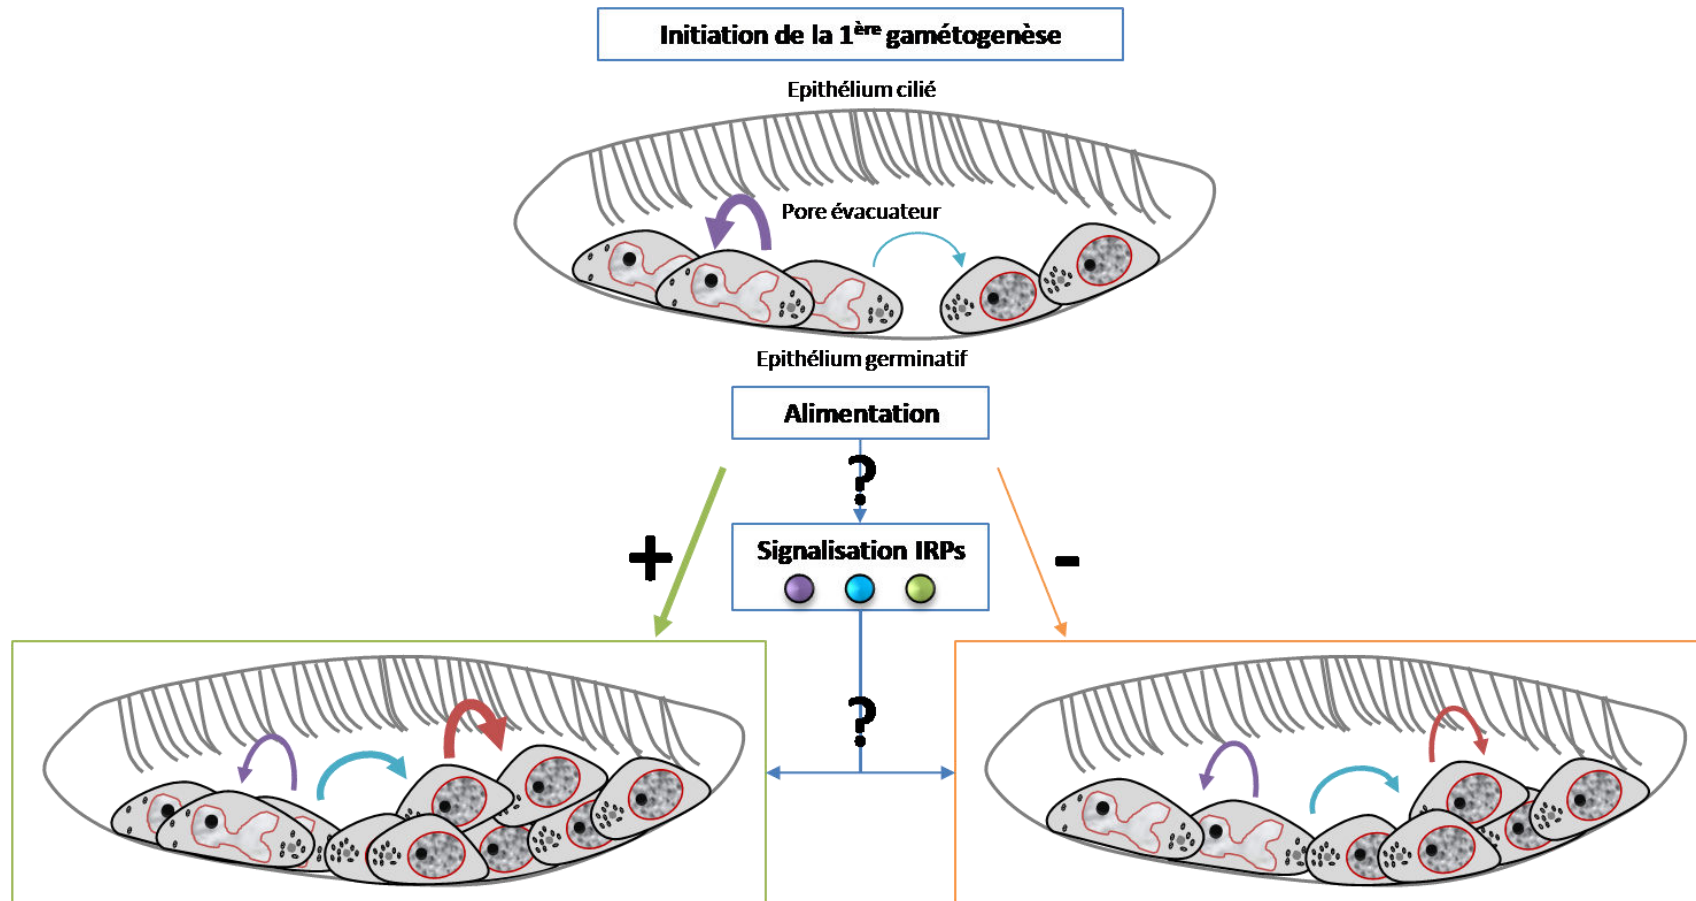 Initiation de la 1ère gamétogenèse
Epithélium cilié
Pore évacuateur
Epithélium germinatif
Alimentation
?
Signalisation IRPs
+
-
?